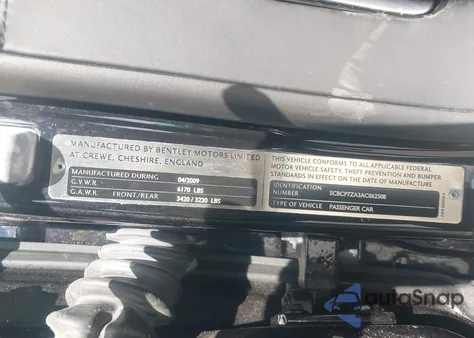 MANUFACTURED BY BENTLEY MOTORS LIMITED
AT CREWE, CHESHIRE, ENGLAND
MANUFACTURED DURING 04/2009
G.V.W.R. 6170 LBS
G.A.W.R. FRONT/REAR 3420 / 3220 LBS
THIS VEHICLE CONFORMS TO ALL APPLICABLE FEDERAL
MOTOR VEHICLE SAFETY, THEFT PREVENTION AND BUMPER
STANDARDS IN EFFECT ON THE DATE OF MANUFACTURE
IDENTIFICATION
NUMBER SCBCP7ZA3AC062508
TYPE OF VEHICLE PASSENGER CAR
autoSnap